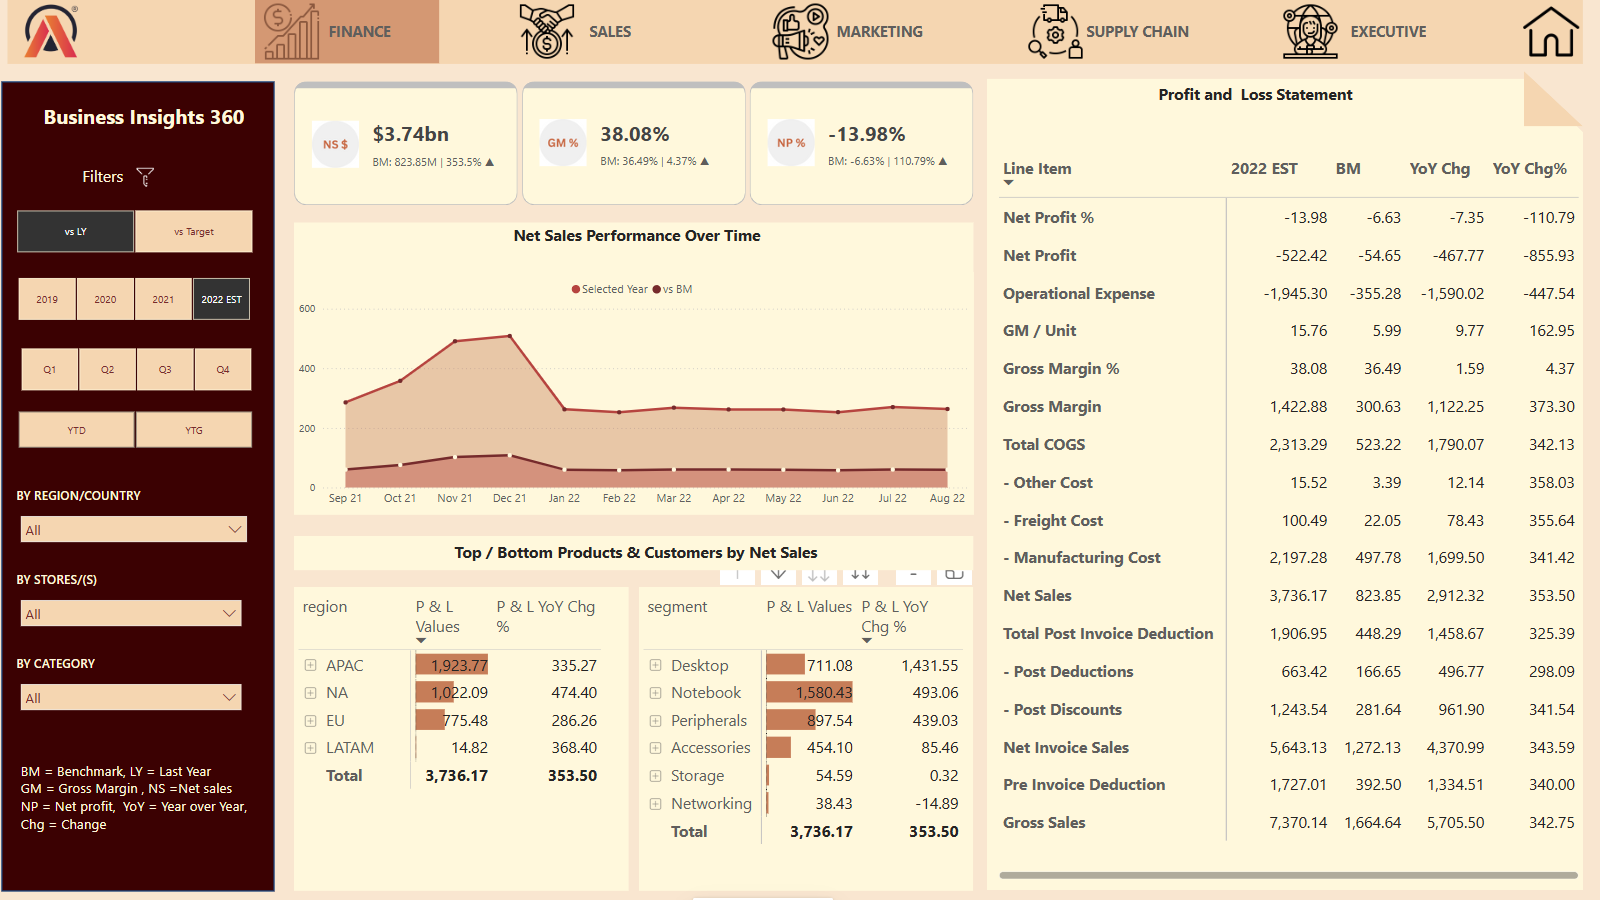 FINANCE
SALES
MARKETING
SUPPLY CHAIN
EXECUTIVE
®
Business Insights 360
Filters
vs LY
vs Target
2019
2020
2021
2022 EST
Q1
Q2
Q3
Q4
YTD
YTG
BY REGION/COUNTRY
All
BY STORES/(S)
All
BY CATEGORY
All
BM = Benchmark, LY = Last Year
GM = Gross Margin , NS =Net sales
NP = Net profit, YoY = Year over Year,
Chg = Change
NS $
$3.74bn
BM: 823.85M | 353.5% ▲
GM %
38.08%
BM: 36.49% | 4.37% ▲
NP %
-13.98%
BM: -6.63% | 110.79% ▲
Net Sales Performance Over Time
Selected Year vs BM
600
400
200
0
Sep 21 Oct 21 Nov 21 Dec 21 Jan 22 Feb 22 Mar 22 Apr 22 May 22 Jun 22 Jul 22 Aug 22
Top / Bottom Products & Customers by Net Sales
region P & L Values P & L YoY Chg %
APAC 1,923.77 335.27
NA 1,022.09 474.40
EU 775.48 286.26
LATAM 14.82 368.40
Total 3,736.17 353.50
segment P & L Values P & L YoY Chg %
Desktop 711.08 1,431.55
Notebook 1,580.43 493.06
Peripherals 897.54 439.03
Accessories 454.10 85.46
Storage 54.59 0.32
Networking 38.43 -14.89
Total 3,736.17 353.50
Profit and Loss Statement
Line Item 2022 EST BM YoY Chg YoY Chg%
Net Profit % -13.98 -6.63 -7.35 -110.79
Net Profit -522.42 -54.65 -467.77 -855.93
Operational Expense -1,945.30 -355.28 -1,590.02 -447.54
GM / Unit 15.76 5.99 9.77 162.95
Gross Margin % 38.08 36.49 1.59 4.37
Gross Margin 1,422.88 300.63 1,122.25 373.30
Total COGS 2,313.29 523.22 1,790.07 342.13
- Other Cost 15.52 3.39 12.14 358.03
- Freight Cost 100.49 22.05 78.43 355.64
- Manufacturing Cost 2,197.28 497.78 1,699.50 341.42
Net Sales 3,736.17 823.85 2,912.32 353.50
Total Post Invoice Deduction 1,906.95 448.29 1,458.67 325.39
- Post Deductions 663.42 166.65 496.77 298.09
- Post Discounts 1,243.54 281.64 961.90 341.54
Net Invoice Sales 5,643.13 1,272.13 4,370.99 343.59
Pre Invoice Deduction 1,727.01 392.50 1,334.51 340.00
Gross Sales 7,370.14 1,664.64 5,705.50 342.75